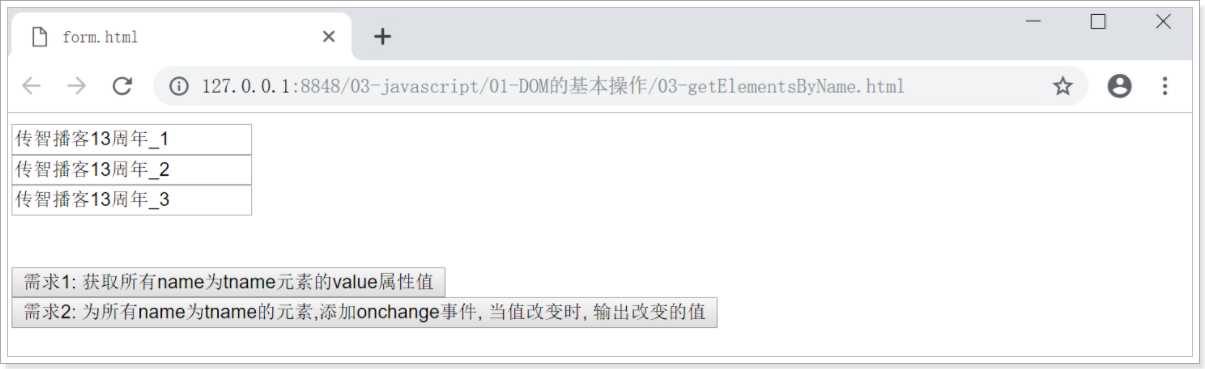 form.html
127.0.0.1:8848/03-javascript/01-DOM的基本操作/03-getElementsByName.html
传智播客13周年_1
传智播客13周年_2
传智播客13周年_3
需求1: 获取所有name为tname元素的value属性值
需求2: 为所有name为tname的元素,添加onchange事件, 当值改变时, 输出改变的值